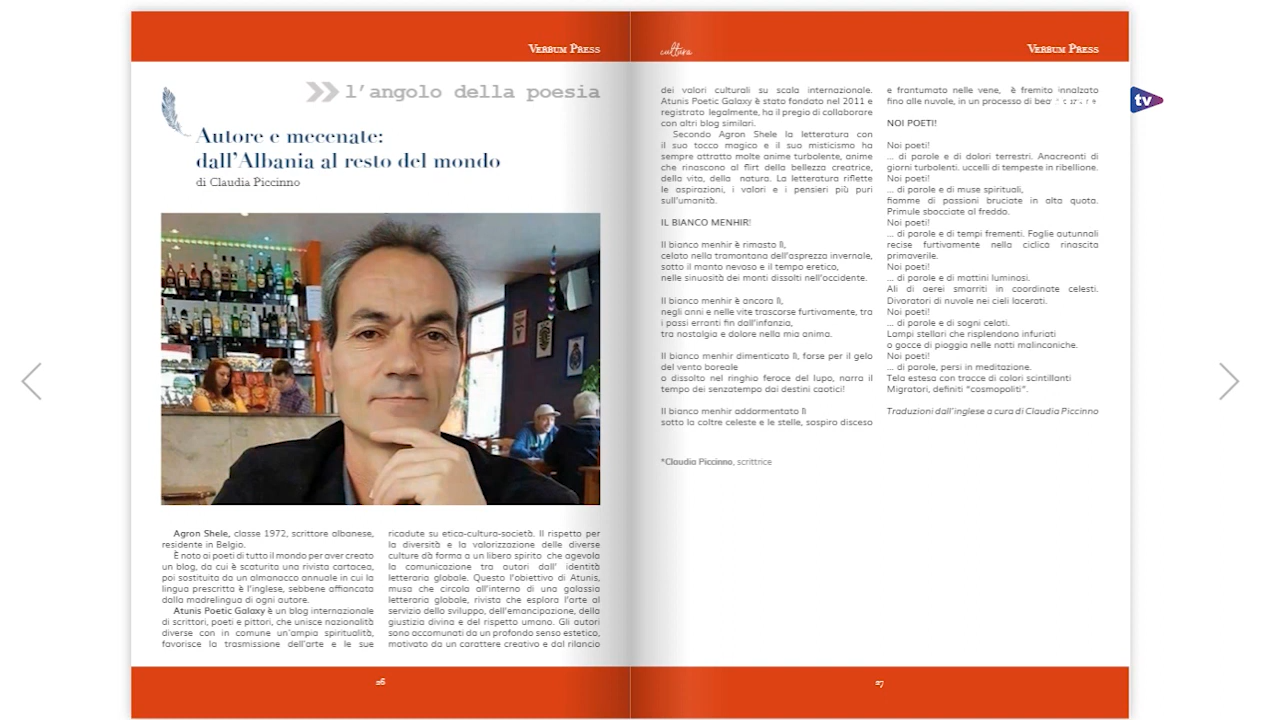 VERBUM PRESS
l'angolo della poesia
Autore e mecenate:
dall'Albania al resto del mondo
di Claudia Piccinno
Agron Shele, classe 1972, scrittore albanese,
residente in Belgio.
È noto ai poeti di tutto il mondo per aver creato
un blog, da cui è scaturita una rivista cartacea,
poi sostituita da un almanacco annuale in cui la
lingua prescritta è l'inglese, sebbene affiancata
dalla madrelingua di ogni autore.
Atunis Poetic Galaxy è un blog internazionale
di scrittori, poeti e pittori, che unisce nazionalità
diverse con in comune un'ampia spiritualità,
favorisce la trasmissione dell'arte e le sue
ricadute su etica-cultura-società. Il rispetto per
la diversità e la valorizzazione delle diverse
culture dà forma a un libero spirito che agevola
la comunicazione tra autori dall' identità
letteraria globale. Questo l'obiettivo di Atunis,
musa che circola all'interno di una galassia
letteraria globale, rivista che esplora l'arte al
servizio dello sviluppo, dell'emancipazione, della
giustizia divina e del rispetto umano. Gli autori
sono accomunati da un profondo senso estetico,
motivato da un carattere creativo e dal rilancio
26
cultura
VERBUM PRESS
dei valori culturali su scala internazionale.
Atunis Poetic Galaxy è stato fondato nel 2011 e
registrato legalmente, ha il pregio di collaborare
con altri blog similari.
Secondo Agron Shele la letteratura con
il suo tocco magico e il suo misticismo ha
sempre attratto molte anime turbolente, anime
che rinascono al flirt della bellezza creatrice,
della vita, della natura. La letteratura riflette
le aspirazioni, i valori e i pensieri più puri
sull'umanità.
IL BIANCO MENHIR!
Il bianco menhir è rimasto lì,
celato nella tramontana dell'asprezza invernale,
sotto il manto nevoso e il tempo eretico,
nelle sinuosità dei monti dissolti nell'occidente.
Il bianco menhir è ancora lì,
negli anni e nelle vite trascorse furtivamente, tra
i passi erranti fin dall'infanzia,
tra nostalgia e dolore nella mia anima.
Il bianco menhir dimenticato lì, forse per il gelo
del vento boreale
o dissolto nel ringhio feroce del lupo, narra il
tempo dei senzatempo dai destini caotici!
Il bianco menhir addormentato lì
sotto la coltre celeste e le stelle, sospiro disceso
e frantumato nelle vene, è fremito innalzato
fino alle nuvole, in un processo di
NOI POETI!
Noi poeti!
... di parole e di dolori terrestri. Anacreonti di
giorni turbolenti. uccelli di tempeste in ribellione.
Noi poeti!
... di parole e di muse spirituali,
fiamme di passioni bruciate in alta quota.
Primule sbocciate al freddo.
Noi poeti!
... di parole e di tempi frementi. Foglie autunnali
recise furtivamente nella ciclica rinascita
primaverile.
Noi poeti!
... di parole e di mattini luminosi.
Ali di aerei smarriti in coordinate celesti.
Divoratori di nuvole nei cieli lacerati.
Noi poeti!
... di parole e di sogni celati.
Lampi stellari che risplendono infuriati
o gocce di pioggia nelle notti malinconiche.
Noi poeti!
... di parole, persi in meditazione.
Tela estesa con tracce di colori scintillanti
Migratori, definiti "cosmopoliti".
Traduzioni dall'inglese a cura di Claudia Piccinno
*Claudia Piccinno, scrittrice
27
tv